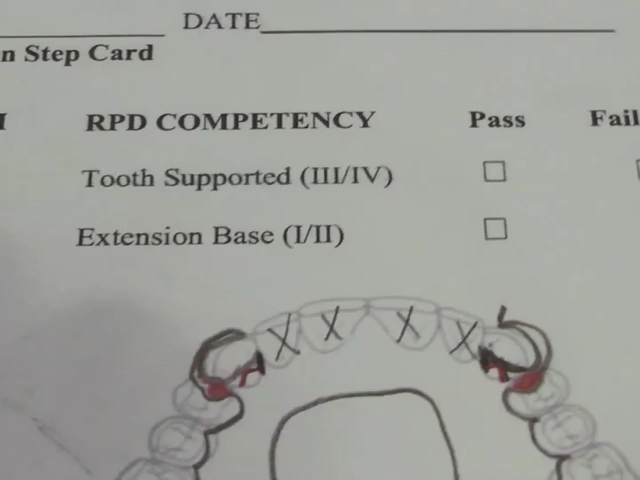 DATE
n Step Card
RPD COMPETENCY Pass Fail
Tooth Supported (III/IV)
Extension Base (I/II)
X X X X